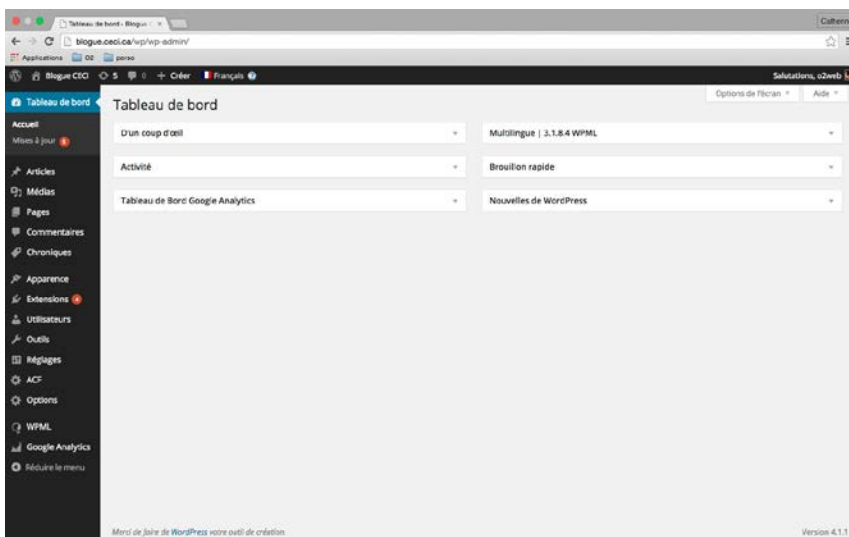 Tableau de bord ‹ Blogue C
Cathern
blogue.ceci.ca/wp/wp-admin/
Applications O2 perso
Blogue CECI 5 0 + Créer Français
Salutations, o2web
Tableau de bord
Accueil
Mises à jour 5
Articles
Médias
Pages
Commentaires
Chroniques
Apparence
Extensions 4
Utilisateurs
Outils
Réglages
ACF
Options
WPML
Google Analytics
Réduire le menu
Options de l'écran
Aide
Tableau de bord
D'un coup d'œil
Multilingue | 3.1.8.4 WPML
Activité
Brouillon rapide
Tableau de Bord Google Analytics
Nouvelles de WordPress
Merci de faire de WordPress votre outil de création.
Version 4.1.1